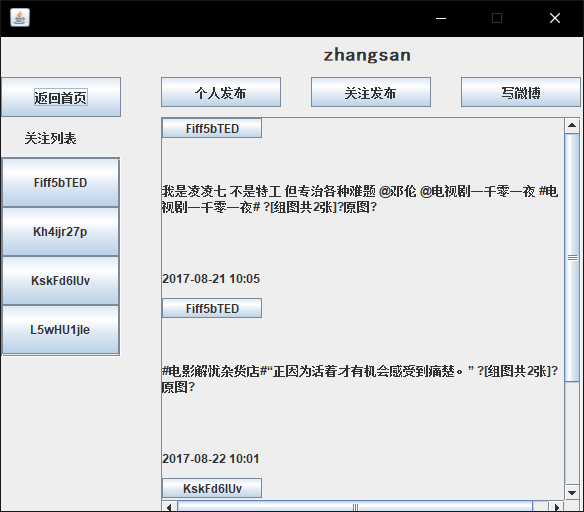 zhangsan
返回首页
个人发布
关注发布
写微博
关注列表
Fiff5bTED
Kh4ijr27p
KskFd6lUv
L5wHU1jle
Fiff5bTED
我是凌凌七 不是特工 但专治各种难题 @邓伦 @电视剧一千零一夜 #电
视剧一千零一夜# ?[组图共2张]?原图?
2017-08-21 10:05
Fiff5bTED
#电影解忧杂货店#“正因为活着才有机会感受到痛楚。” ?[组图共2张]?
原图?
2017-08-22 10:01
KskFd6lUv